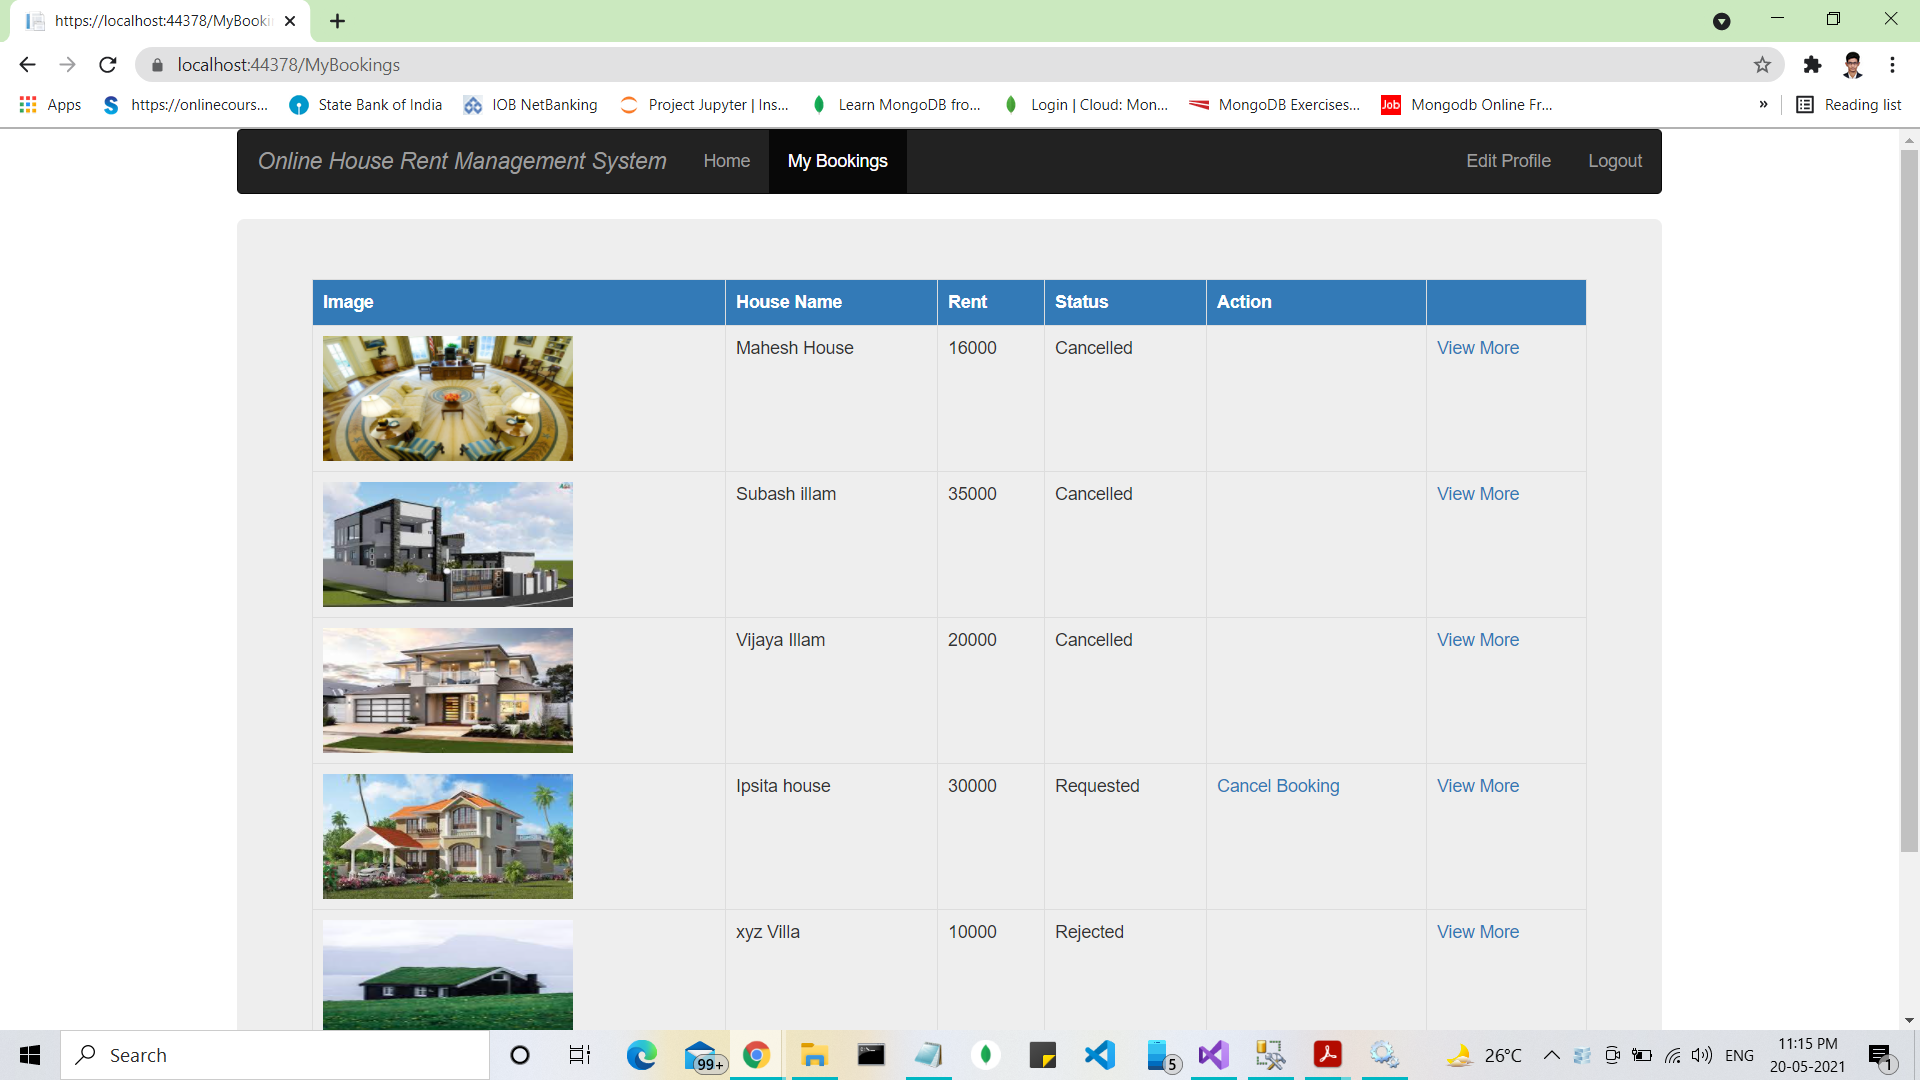 https://localhost:44378/MyBooki
localhost:44378/MyBookings
Apps https://onlinecours... State Bank of India IOB NetBanking Project Jupyter | Ins... Learn MongoDB fro... Login | Cloud: Mon... MongoDB Exercises... Job Mongodb Online Fr... » Reading list
Online House Rent Management System Home My Bookings Edit Profile Logout
Image House Name Rent Status Action
Mahesh House 16000 Cancelled View More
Subash illam 35000 Cancelled View More
Vijaya Illam 20000 Cancelled View More
Ipsita house 30000 Requested Cancel Booking View More
xyz Villa 10000 Rejected View More
Search 99+ 5 26°C ENG 11:15 PM
20-05-2021 1